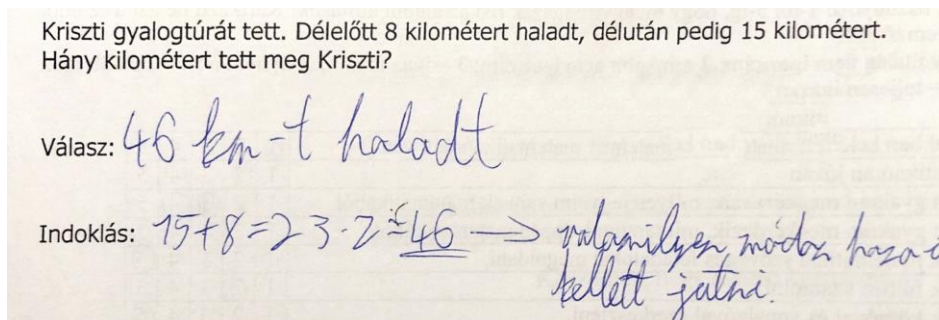 Kriszti gyalogtúrát tett. Délelőtt 8 kilométert haladt, délután pedig 15 kilométert.
Hány kilométert tett meg Kriszti?
Válasz: 46 km-t haladt
Indoklás: 15+8=23·2=46 => valamilyen módon haza is
kellett jutni.